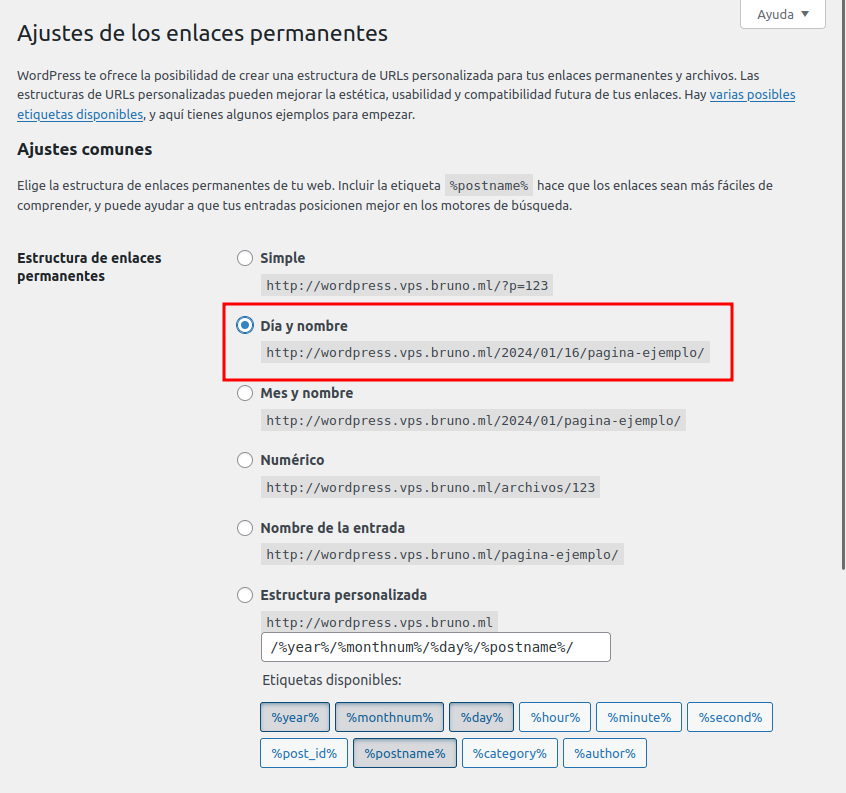 Ayuda ▼
Ajustes de los enlaces permanentes
WordPress te ofrece la posibilidad de crear una estructura de URLs personalizada para tus enlaces permanentes y archivos. Las
estructuras de URLs personalizadas pueden mejorar la estética, usabilidad y compatibilidad futura de tus enlaces. Hay varias posibles
etiquetas disponibles, y aquí tienes algunos ejemplos para empezar.
Ajustes comunes
Elige la estructura de enlaces permanentes de tu web. Incluir la etiqueta %postname% hace que los enlaces sean más fáciles de
comprender, y puede ayudar a que tus entradas posicionen mejor en los motores de búsqueda.
Estructura de enlaces
permanentes
Simple
http://wordpress.vps.bruno.ml/?p=123
Día y nombre
http://wordpress.vps.bruno.ml/2024/01/16/pagina-ejemplo/
Mes y nombre
http://wordpress.vps.bruno.ml/2024/01/pagina-ejemplo/
Numérico
http://wordpress.vps.bruno.ml/archivos/123
Nombre de la entrada
http://wordpress.vps.bruno.ml/pagina-ejemplo/
Estructura personalizada
http://wordpress.vps.bruno.ml
/%year%/%monthnum%/%day%/%postname%/
Etiquetas disponibles:
%year% %monthnum% %day% %hour% %minute% %second%
%post_id% %postname% %category% %author%